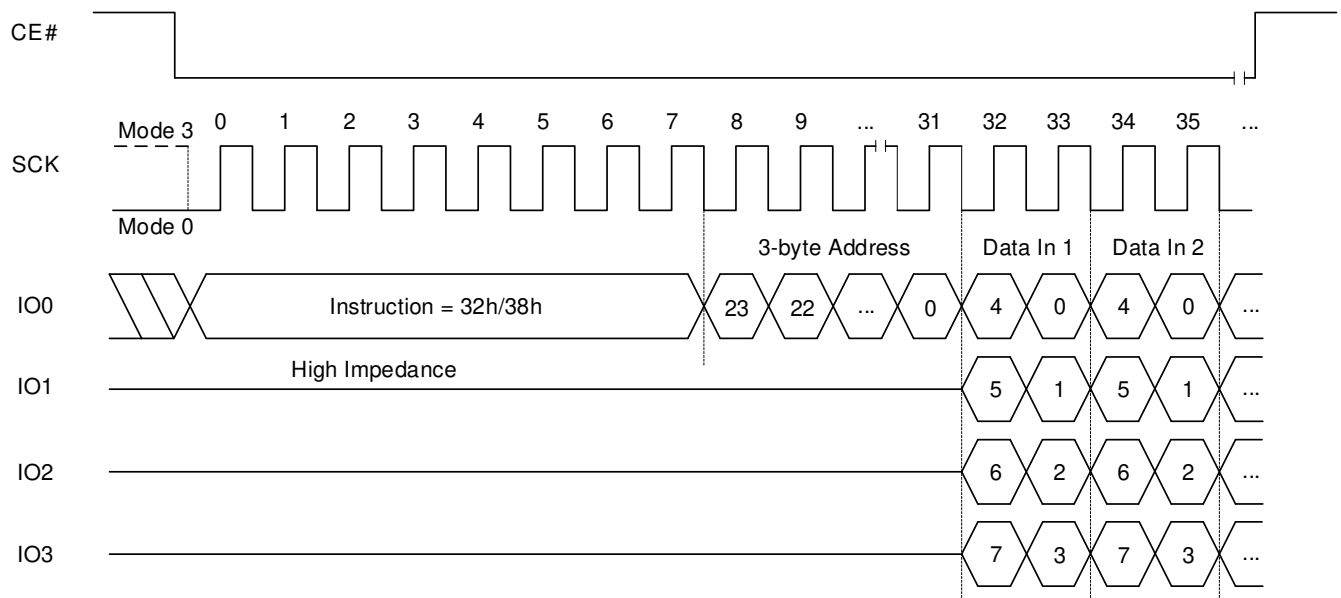 CE#
Mode 3 0 1 2 3 4 5 6 7 8 9 ... 31 32 33 34 35 ...
SCK
Mode 0
3-byte Address Data In 1 Data In 2
IO0 Instruction = 32h/38h 23 22 ... 0 4 0 4 0 ...
High Impedance
IO1 5 1 5 1 ...
IO2 6 2 6 2 ...
IO3 7 3 7 3 ...